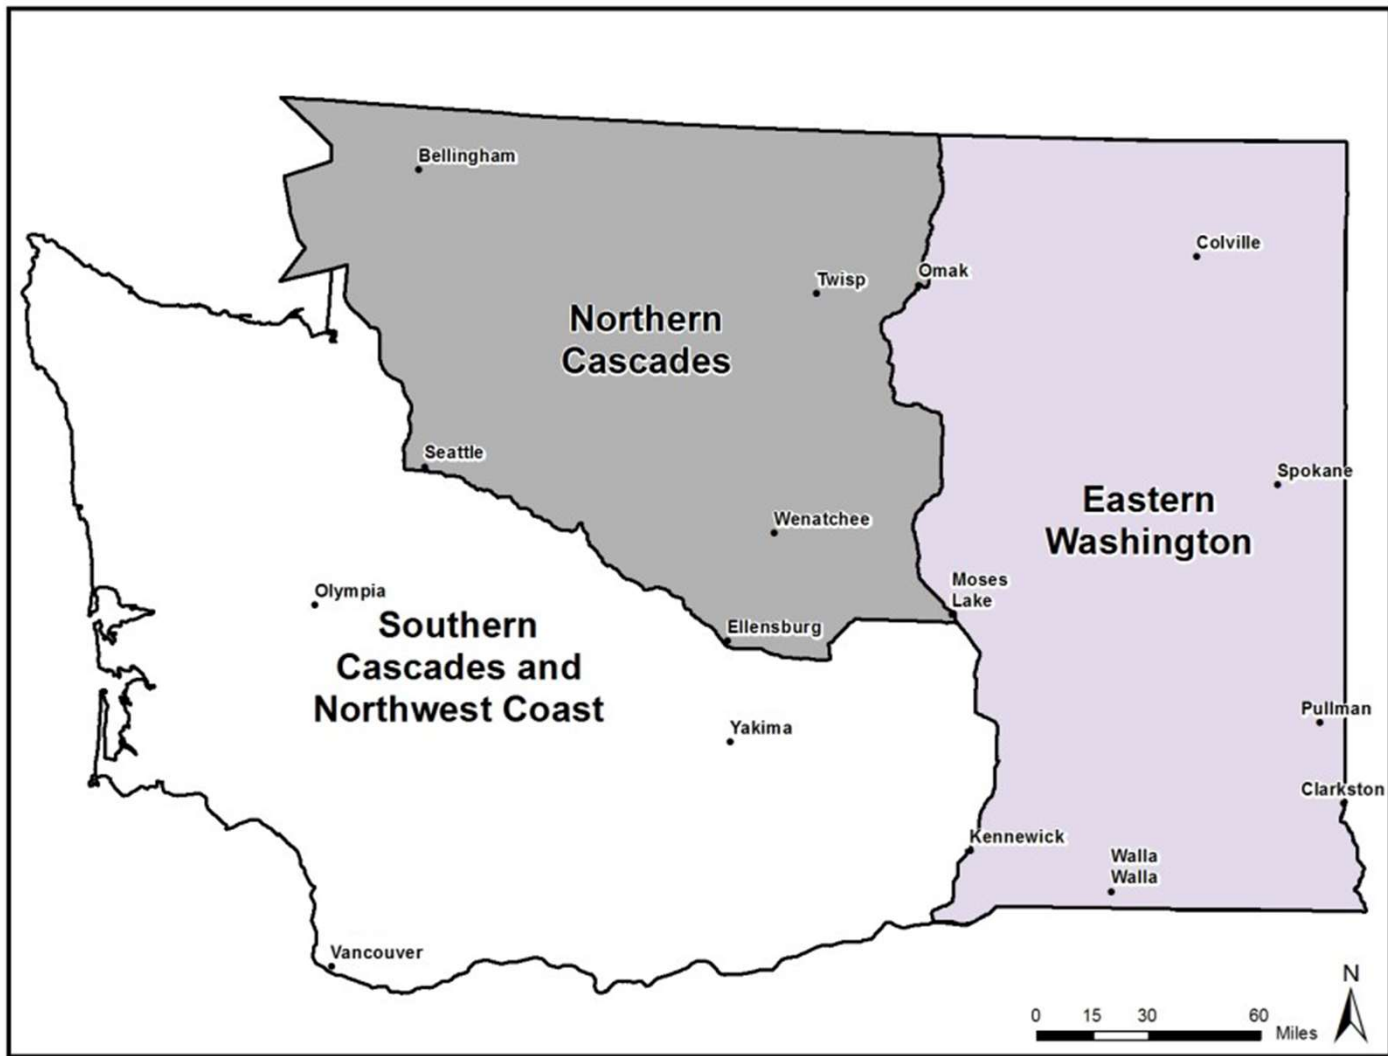 Bellingham
Colville
Omak
Twisp
Northern
Cascades
Seattle
Spokane
Eastern
Washington
Wenatchee
Moses
Lake
Olympia
Southern
Cascades and
Northwest Coast
Ellensburg
Yakima
Pullman
Clarkston
Kennewick
Walla
Walla
Vancouver
N
0 15 30 60
Miles